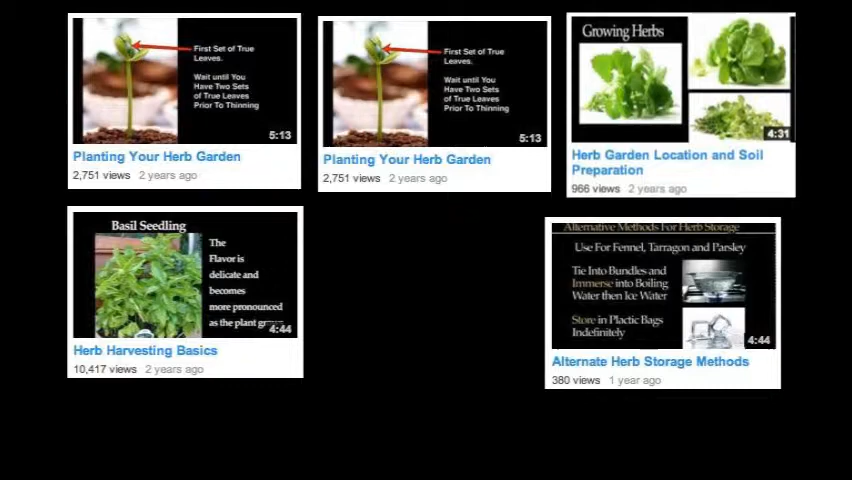 First Set of True
Leaves.
Wait until You
Have Two Sets
of True Leaves
Prior To Thinning
5:13
Planting Your Herb Garden
2,751 views 2 years ago
First Set of True
Leaves.
Wait until You
Have Two Sets
of True Leaves
Prior To Thinning
5:13
Planting Your Herb Garden
2,751 views 2 years ago
Growing Herbs
4:31
Herb Garden Location and Soil
Preparation
966 views 2 years ago
Basil Seedling
The
Flavor is
delicate and
becomes
more pronounced
as the plant
4:44
Herb Harvesting Basics
10,417 views 2 years ago
Alternative Methods For Herb Storage
Use For Fennel, Tarragon and Parsley
Tie Into Bundles and
Immerse into Boiling
Water then Ice Water
Store in Plactic Bags
Indefinitely
4:44
Alternate Herb Storage Methods
380 views 1 year ago